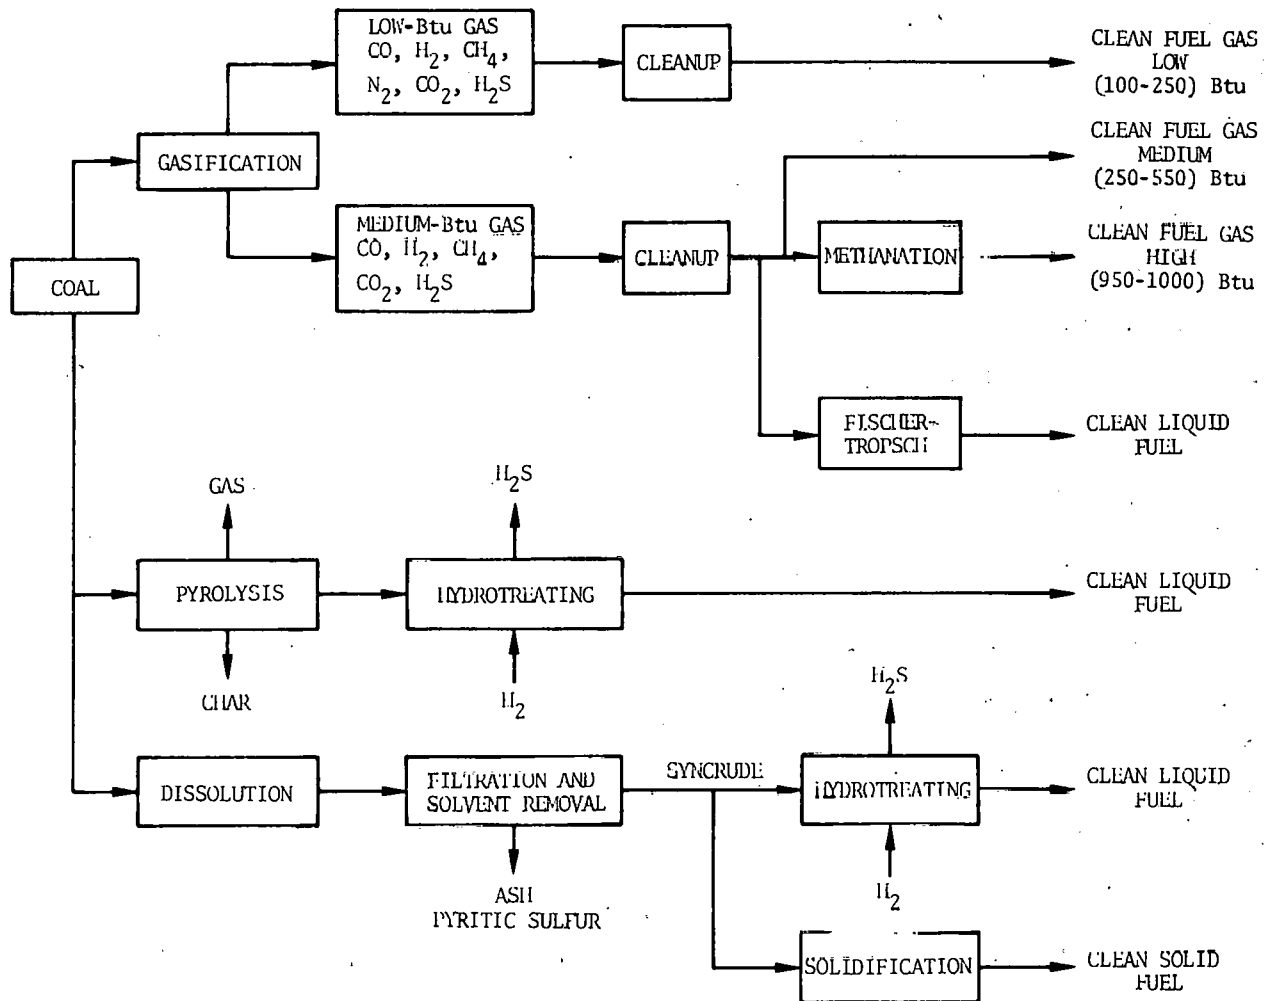 LOW-Btu GAS
CO, H2, CH4,
N2, CO2, H2S
CLEANUP
CLEAN FUEL GAS
LOW
(100-250) Btu
GASIFICATION
CLEAN FUEL GAS
MEDIUM
(250-550) Btu
MEDIUM-Btu GAS
CO, H2, CH4,
CO2, H2S
CLEANUP
METHANATION
CLEAN FUEL GAS
HIGH
(950-1000) Btu
COAL
FISCHER-
TROPSCH
CLEAN LIQUID
FUEL
GAS
H2S
PYROLYSIS
HYDROTREATING
CLEAN LIQUID
FUEL
CHAR
H2
H2S
DISSOLUTION
FILTRATION AND
SOLVENT REMOVAL
SYNCRUDE
HYDROTREATING
CLEAN LIQUID
FUEL
ASH
PYRITIC SULFUR
H2
SOLIDIFICATION
CLEAN SOLID
FUEL